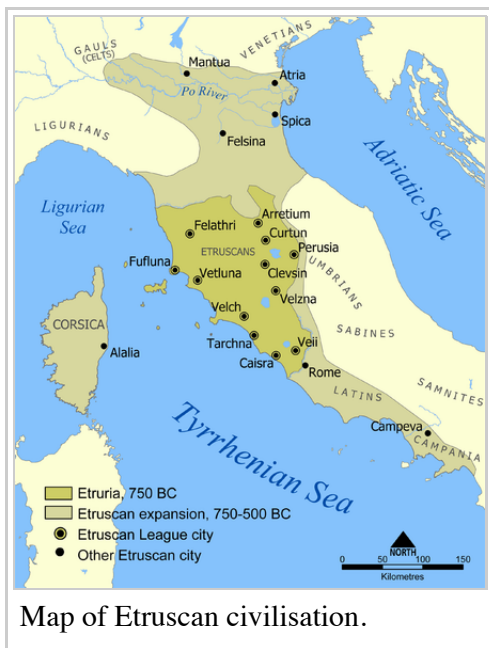 GAULS
(CELTS)
VENETIANS
Mantua
Atria
Po River
Spica
Felsina
LIGURIANS
Adriatic Sea
Ligurian
Sea
Felathri
Arretium
Curtun
ETRUSCANS
Perusia
Fufluna
Vetluna
Clevsin
UMBRIANS
Velzna
CORSICA
Velch
SABINES
Alalia
Tarchna
Veii
Caisra
Rome
SAMNITES
LATINS
Campeva
CAMPANIA
Tyrrhenian Sea
Etruria, 750 BC
Etruscan expansion, 750-500 BC
Etruscan League city
Other Etruscan city
NORTH
0 50 100 150
Kilometres
Map of Etruscan civilisation.